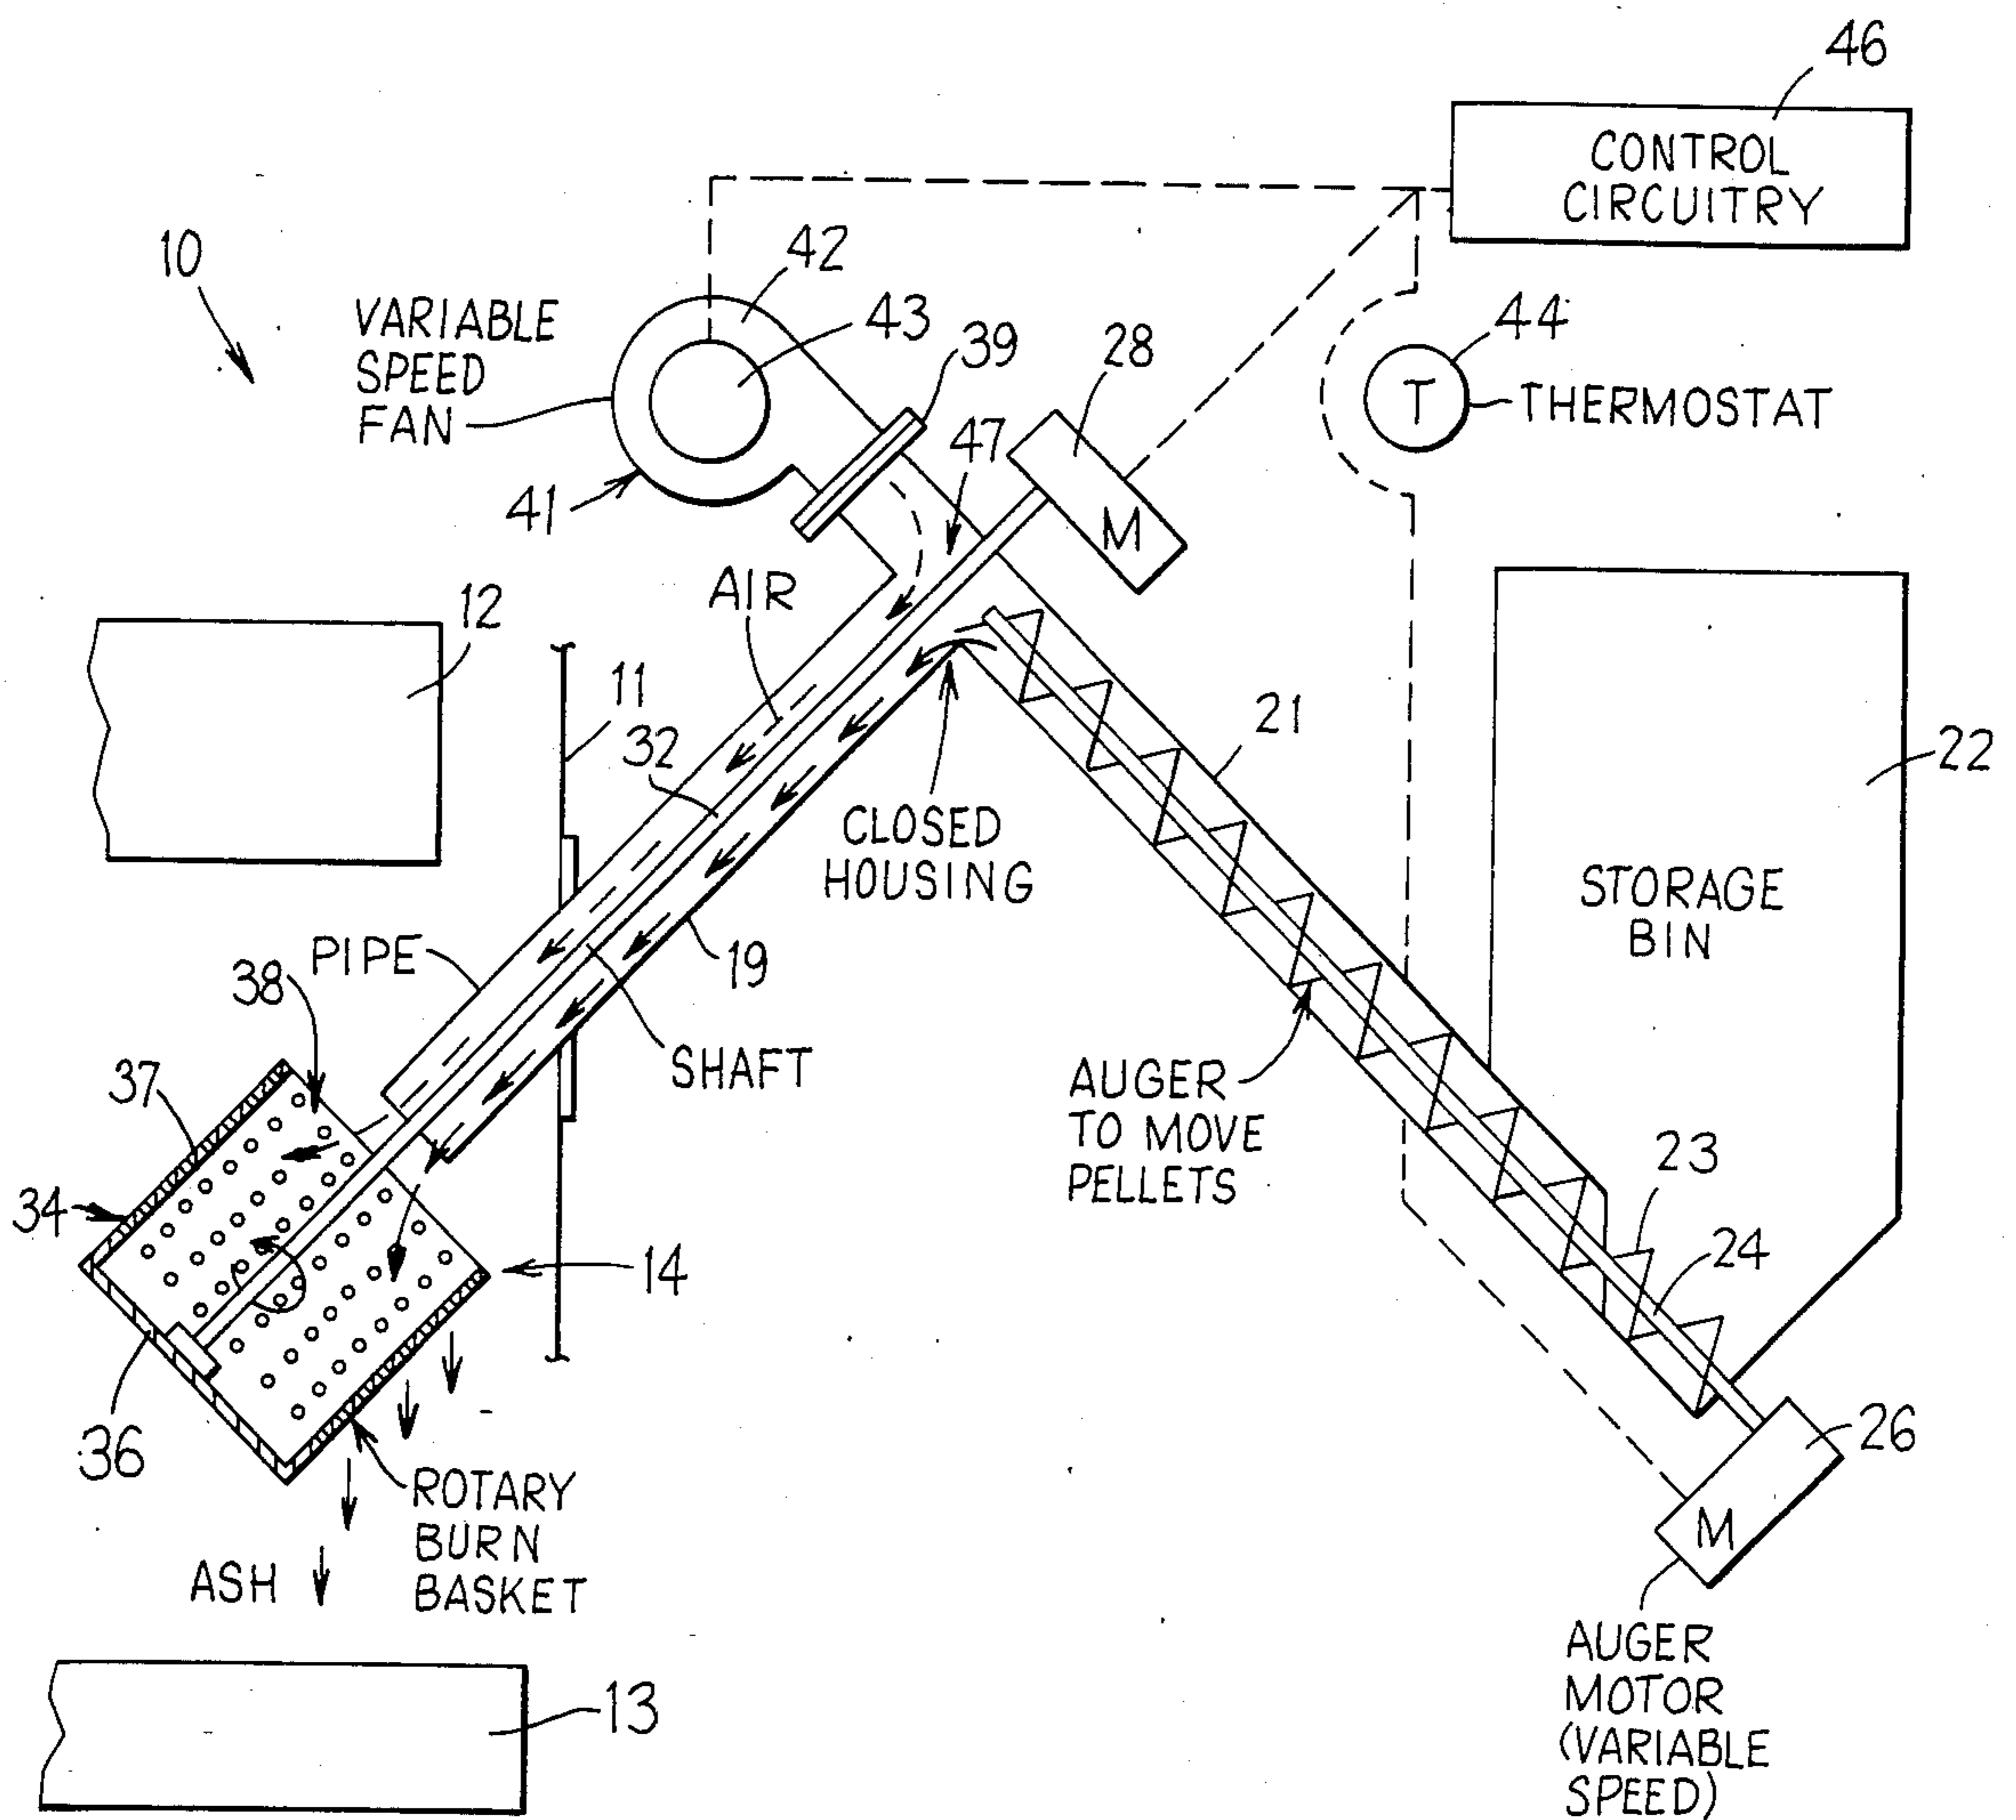 46
CONTROL
CIRCUITRY
10
42
VARIABLE
SPEED
FAN
43
39
28
44
T
THERMOSTAT
47
41
M
AIR
12
11
32
21
22
CLOSED
HOUSING
STORAGE
BIN
PIPE
19
38
SHAFT
37
AUGER
TO MOVE
PELLETS
23
34
24
14
36
26
ROTARY
BURN
BASKET
ASH
M
AUGER
MOTOR
(VARIABLE
SPEED)
13